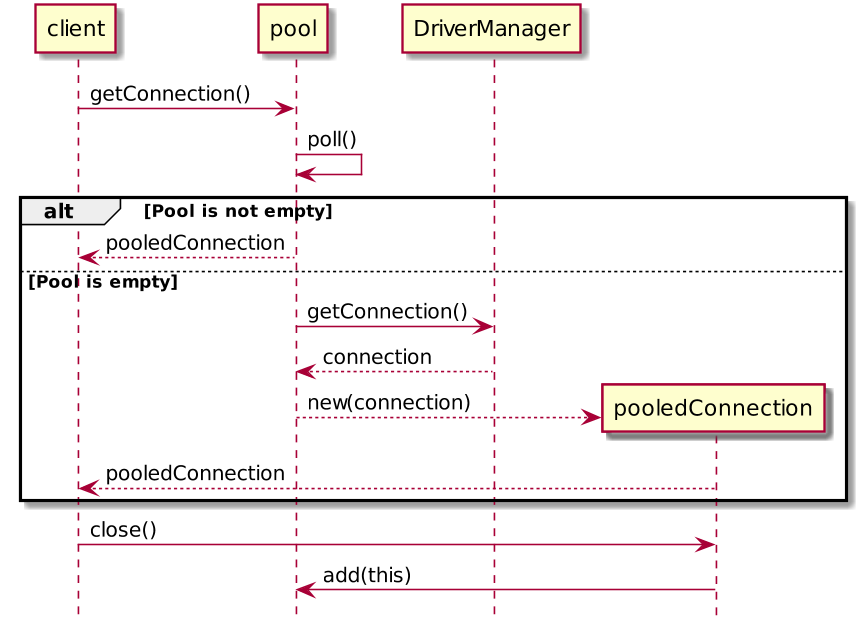 client
pool
DriverManager
getConnection()
poll()
alt
[Pool is not empty]
pooledConnection
[Pool is empty]
getConnection()
connection
new(connection)
pooledConnection
pooledConnection
close()
add(this)